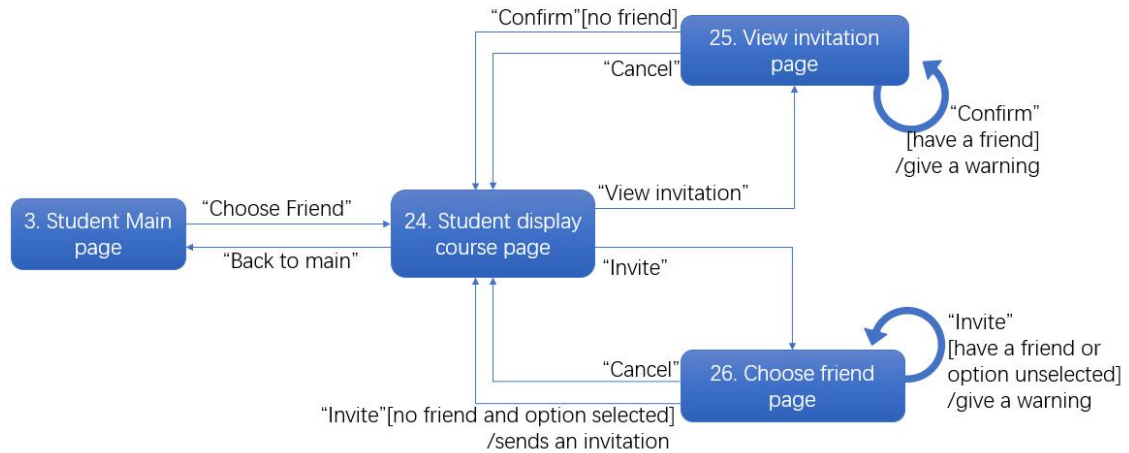 “Confirm”[no friend]
25. View invitation
page
“Cancel”
“Confirm”
[have a friend]
/give a warning
“View invitation”
“Choose Friend”
3. Student Main
page
24. Student display
course page
“Back to main”
“Invite”
“Invite”
[have a friend or
option unselected]
/give a warning
“Cancel”
26. Choose friend
page
“Invite”[no friend and option selected]
/sends an invitation